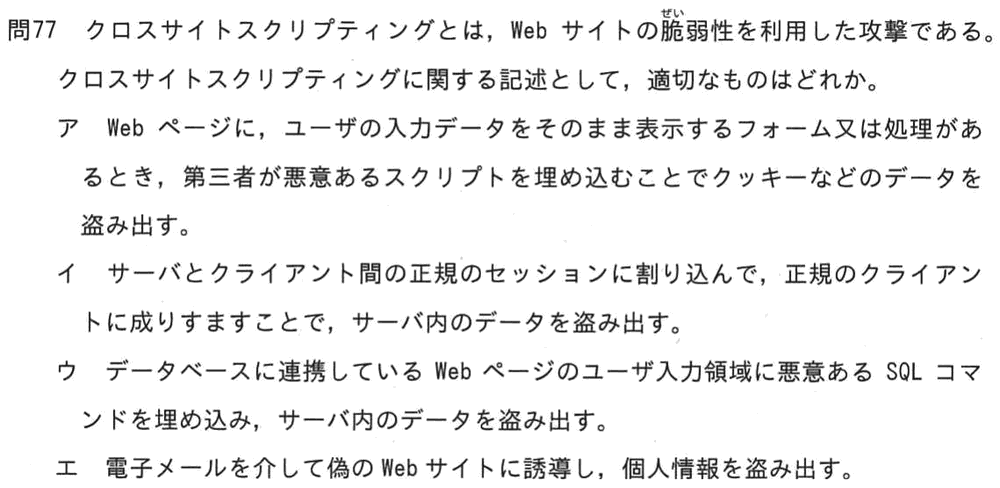 問77 クロスサイトスクリプティングとは，Web サイトの脆弱性を利用した攻撃である。
ぜい
クロスサイトスクリプティングに関する記述として，適切なものはどれか。
ア Web ページに，ユーザの入力データをそのまま表示するフォーム又は処理があ
るとき，第三者が悪意あるスクリプトを埋め込むことでクッキーなどのデータを
盗み出す。
イ サーバとクライアント間の正規のセッションに割り込んで，正規のクライアン
トに成りすますことで，サーバ内のデータを盗み出す。
ウ データベースに連携している Web ページのユーザ入力領域に悪意ある SQL コマ
ンドを埋め込み，サーバ内のデータを盗み出す。
エ 電子メールを介して偽の Web サイトに誘導し，個人情報を盗み出す。